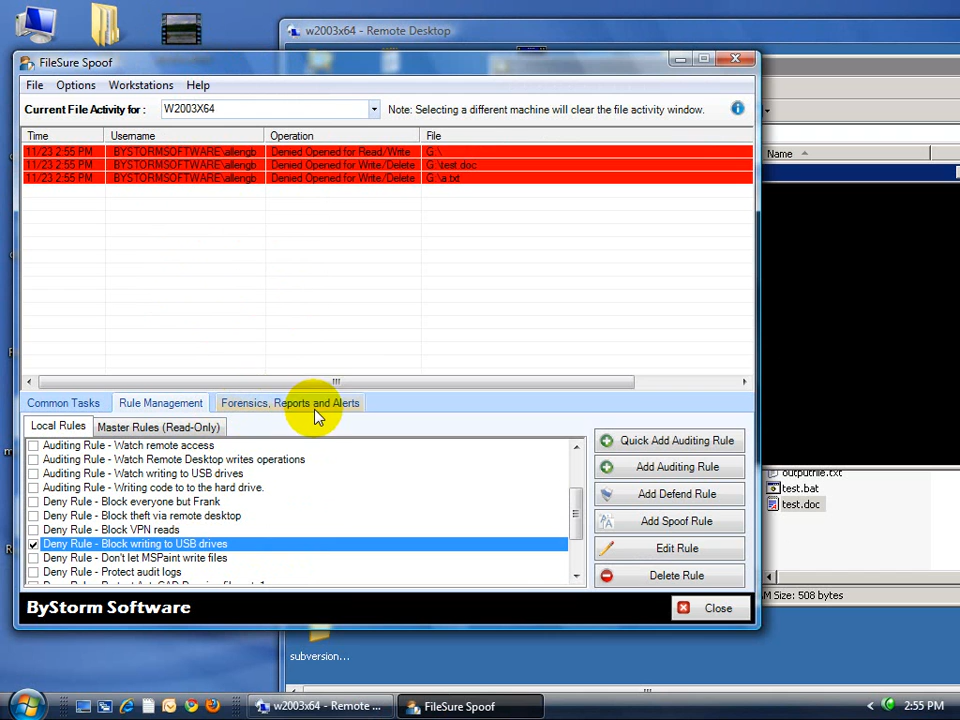 w2003x64 - Remote Desktop
FileSure Spoof
File Options Workstations Help
Current File Activity for : W2003X64 Note: Selecting a different machine will clear the file activity window.
Time Username Operation File
11/23 2:55 PM BYSTORMSOFTWARE\allengb Denied Opened for Read/Write G:\
11/23 2:55 PM BYSTORMSOFTWARE\allengb Denied Opened for Write/Delete G:\test.doc
11/23 2:55 PM BYSTORMSOFTWARE\allengb Denied Opened for Write/Delete G:\a.txt
Name
Common Tasks Rule Management Forensics, Reports and Alerts
Local Rules Master Rules (Read-Only)
Auditing Rule - Watch remote access
Auditing Rule - Watch Remote Desktop writes operations
Auditing Rule - Watch writing to USB drives
Auditing Rule - Writing code to to the hard drive.
Deny Rule - Block everyone but Frank
Deny Rule - Block theft via remote desktop
Deny Rule - Block VPN reads
Deny Rule - Block writing to USB drives
Deny Rule - Don't let MSPaint write files
Deny Rule - Protect audit logs
Quick Add Auditing Rule
Add Auditing Rule
Add Defend Rule
Add Spoof Rule
Edit Rule
Delete Rule
outputfile.txt
test.bat
test.doc
ByStorm Software
Close
Size: 508 bytes
subversion...
w2003x64 - Remote ...
FileSure Spoof
2:55 PM